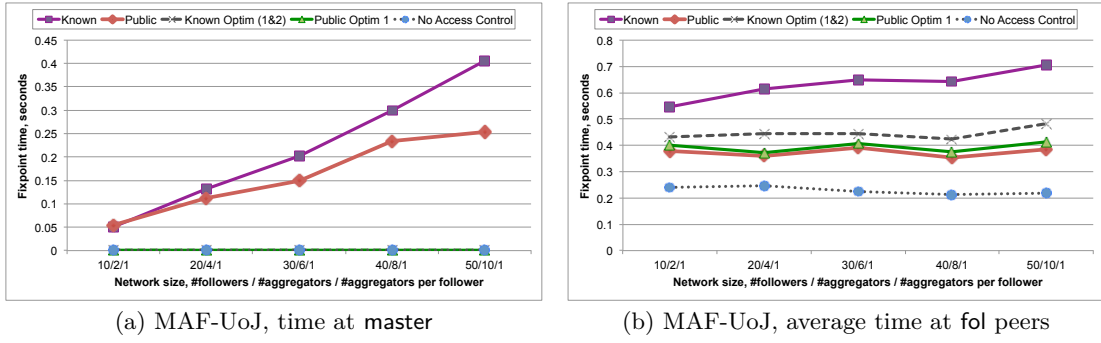 Known Public Known Optim (1&2) Public Optim 1 No Access Control
0.45
0.4
0.35
0.3
0.25
0.2
0.15
0.1
0.05
0
Fixpoint time, seconds
10/2/1 20/4/1 30/6/1 40/8/1 50/10/1
Network size, #followers / #aggregators / #aggregators per follower
(a) MAF-UoJ, time at master
Known Public Known Optim (1&2) Public Optim 1 No Access Control
0.8
0.7
0.6
0.5
0.4
0.3
0.2
0.1
0
Fixpoint time, seconds
10/2/1 20/4/1 30/6/1 40/8/1 50/10/1
Network size, #followers / #aggregators / #aggregators per follower
(b) MAF-UoJ, average time at fol peers